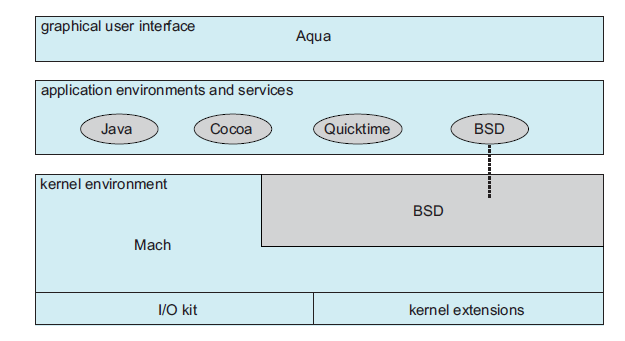 graphical user interface
Aqua
application environments and services
Java
Cocoa
Quicktime
BSD
kernel environment
BSD
Mach
I/O kit
kernel extensions